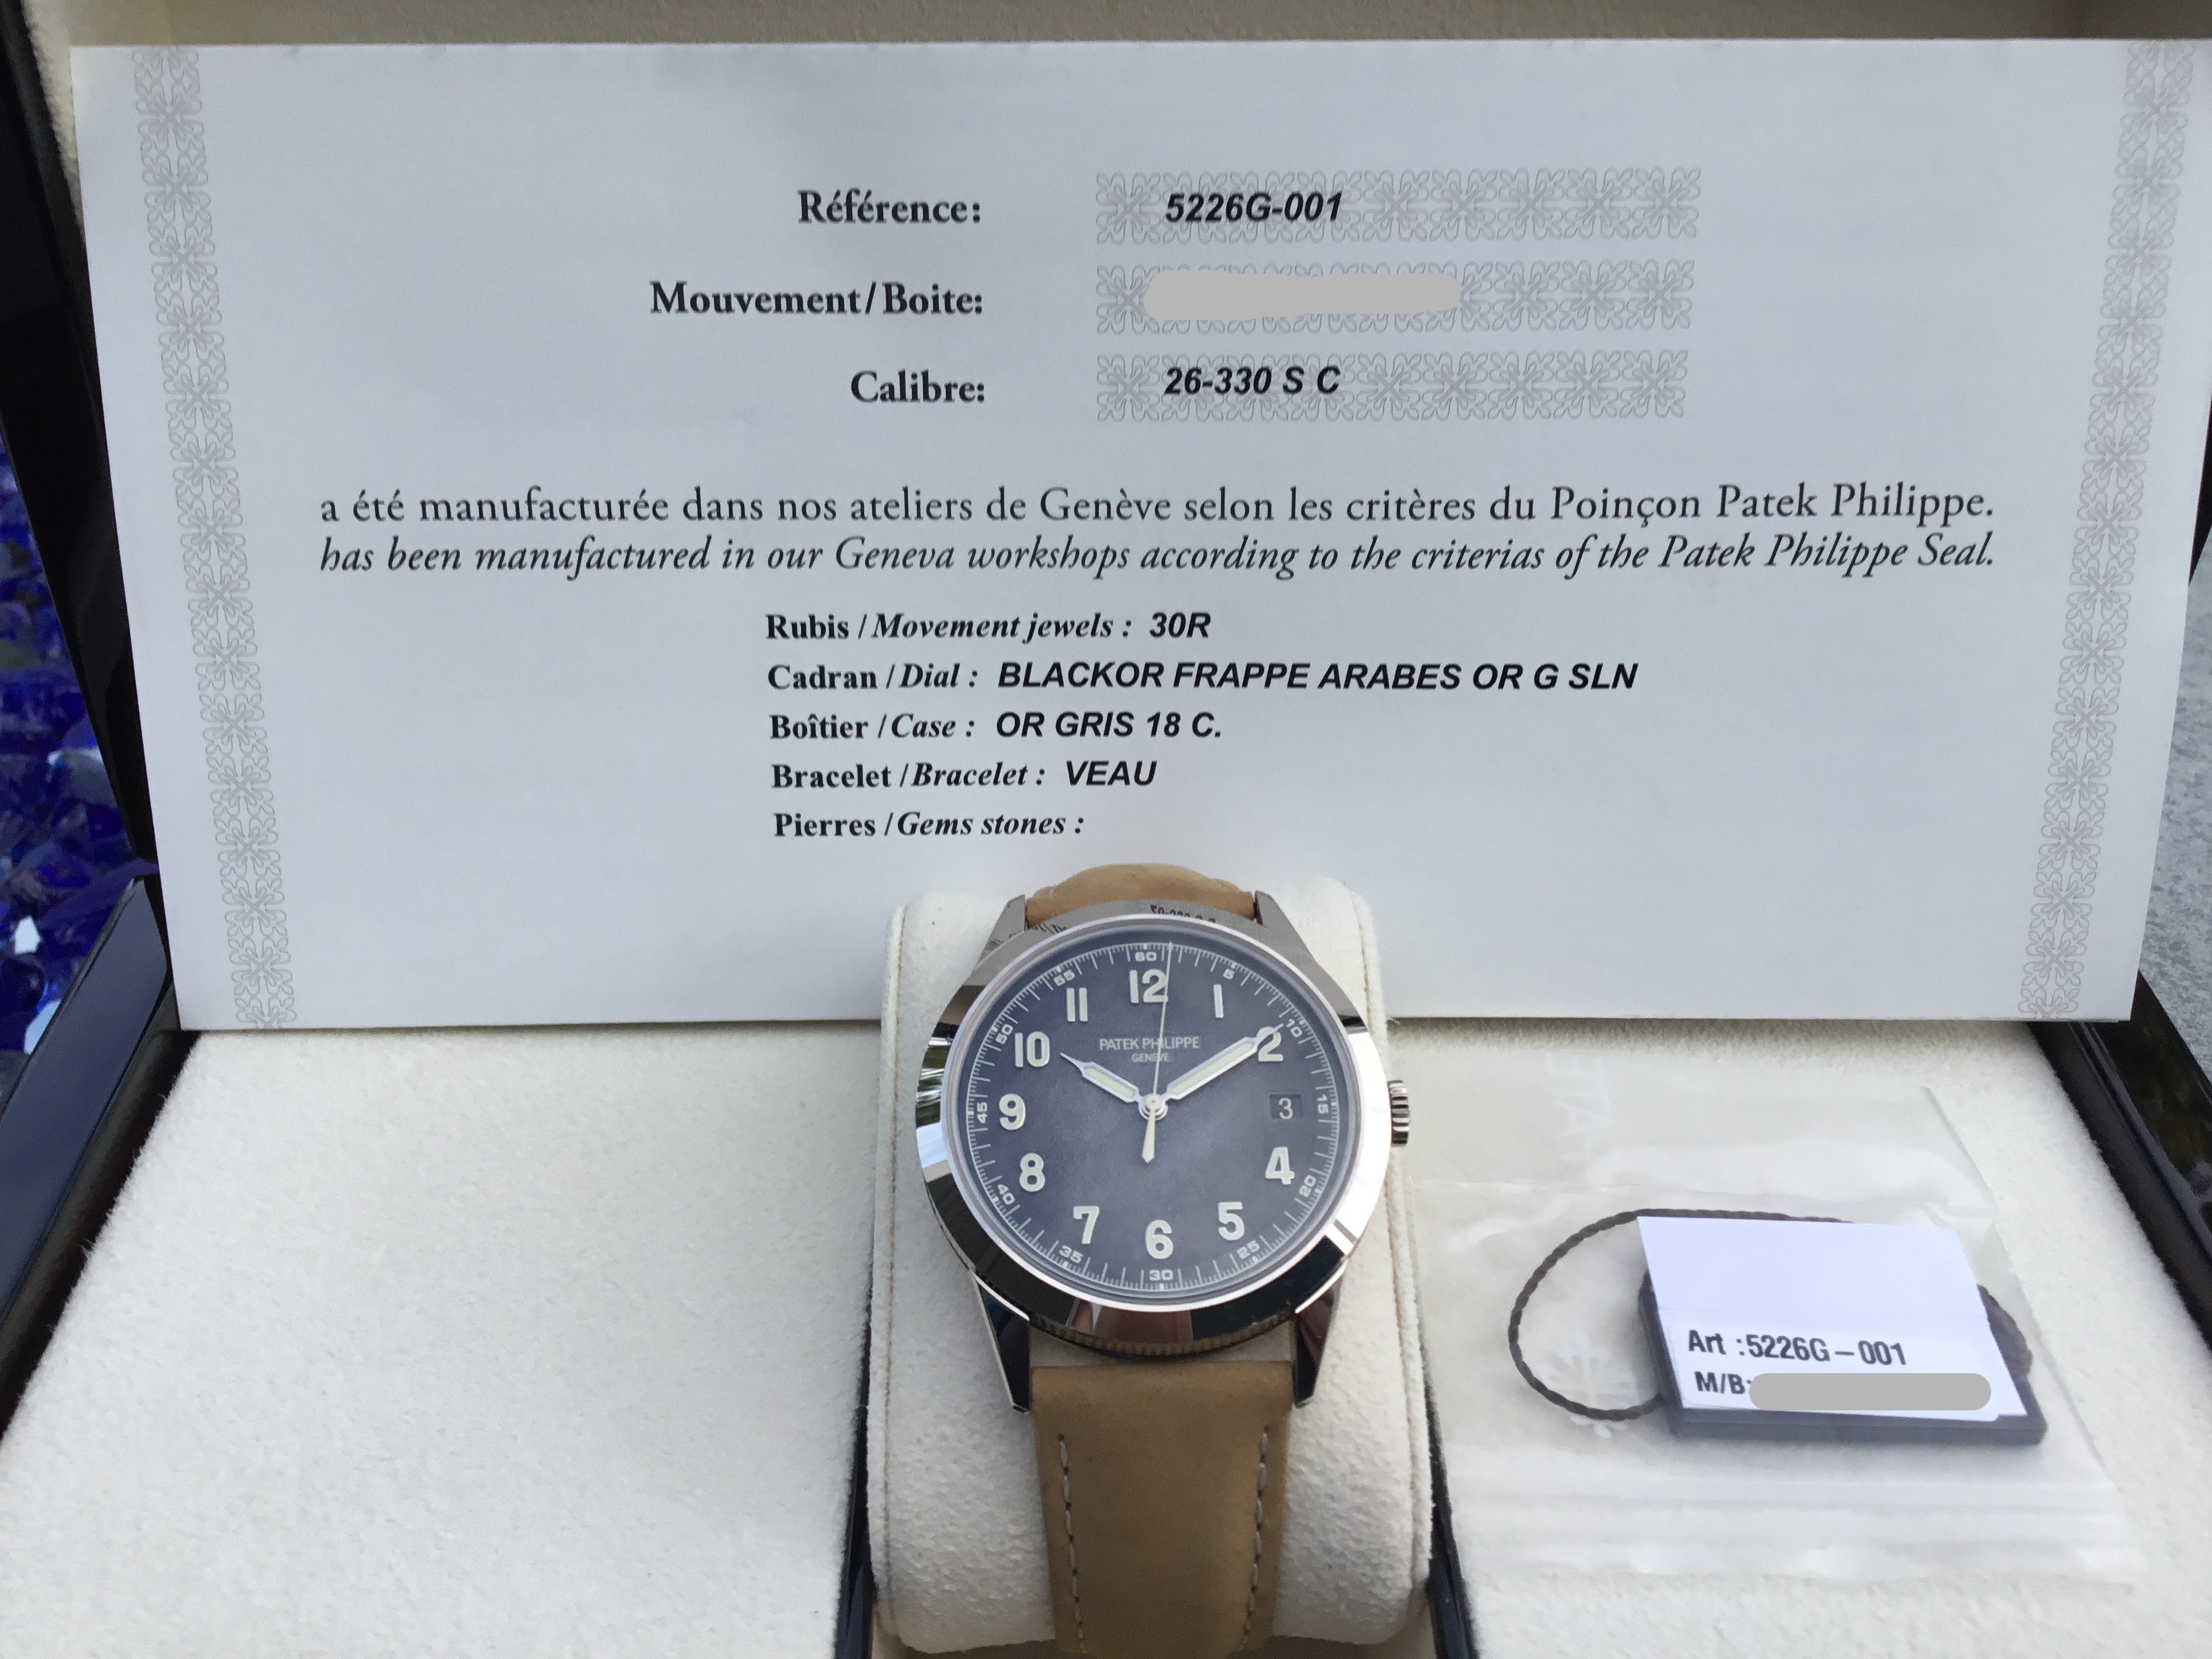 Référence: 5226G-001
Mouvement/Boite:
Calibre: 26-330 S C
a été manufacturée dans nos ateliers de Genève selon les critères du Poinçon Patek Philippe.
has been manufactured in our Geneva workshops according to the criterias of the Patek Philippe Seal.
Rubis / Movement jewels : 30R
Cadran / Dial : BLACKOR FRAPPE ARABES OR G SLN
Boîtier / Case : OR GRIS 18 C.
Bracelet / Bracelet : VEAU
Pierres / Gems stones :
60 5 10 15 20 25 30 35 40 45 50 55
12 1 2 4 5 6 7 8 9 10 11
PATEK PHILIPPE
GENEVE
3
Art :5226G-001
M/B: